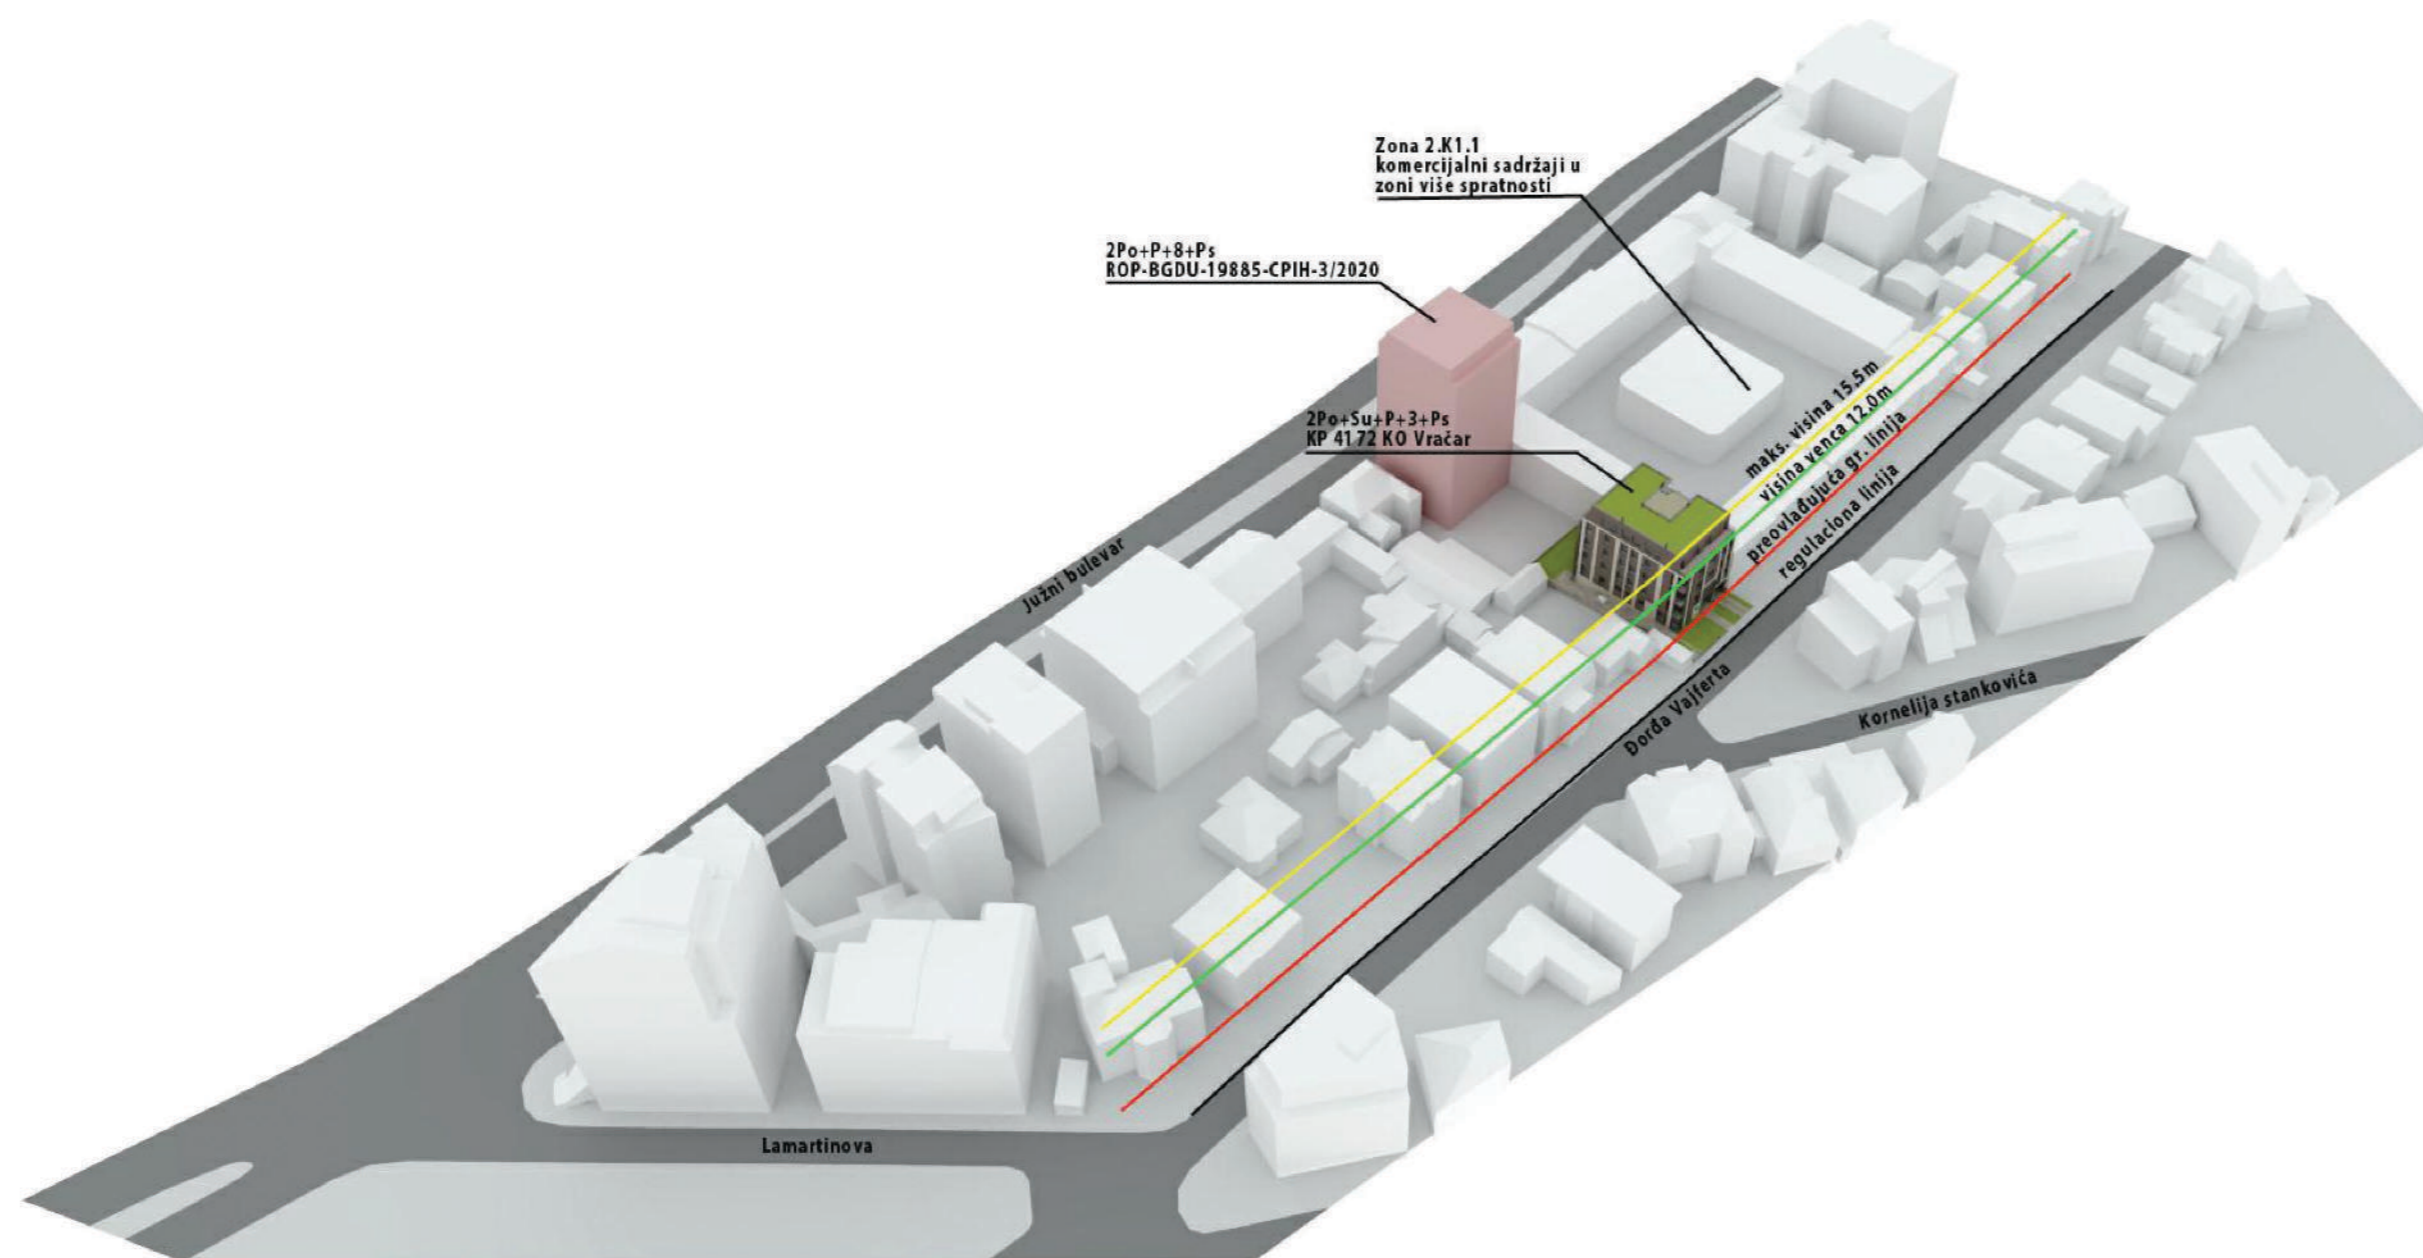 Zona 2.K1.1
komercijalni sadržaji u
zoni više spratnosti
2Po+P+8+Ps
ROP-BGDU-19885-CPIH-3/2020
2Po+Su+P+3+Ps
KP 4172 KO Vračar
maks. visina 15,5m
visina venca 12,0m
preovlađujuća gr. linija
regulaciona linija
Južni bulevar
Đorđa Vajferta
Kornelija stankovića
Lamartinova